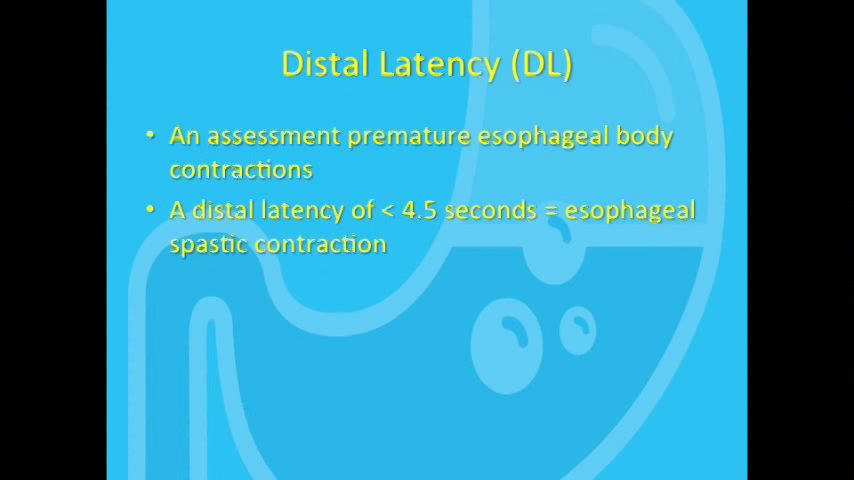 Distal Latency (DL)
• An assessment premature esophageal body
contractions
• A distal latency of < 4.5 seconds = esophageal
spastic contraction